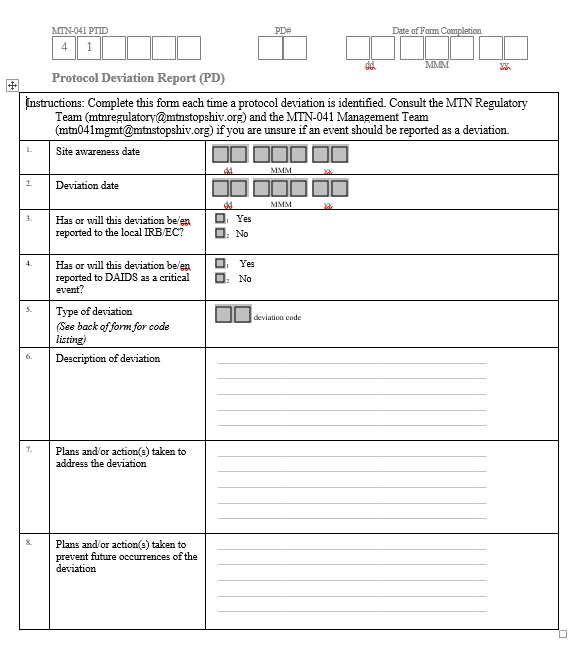 MTN-041 PTID PD# Date of Form Completion
4 1
dd MMM yy
Protocol Deviation Report (PD)
Instructions: Complete this form each time a protocol deviation is identified. Consult the MTN Regulatory
Team (mtnregulatory@mtnstopshiv.org) and the MTN-041 Management Team
(mtn041mgmt@mtnstopshiv.org) if you are unsure if an event should be reported as a deviation.
1. Site awareness date
dd MMM yy
2. Deviation date
dd MMM yy
3. Has or will this deviation be/en
reported to the local IRB/EC?
1 Yes
2 No
4. Has or will this deviation be/en
reported to DAIDS as a critical
event?
1 Yes
2 No
5. Type of deviation
(See back of form for code
listing)
deviation code
6. Description of deviation
7. Plans and/or action(s) taken to
address the deviation
8. Plans and/or action(s) taken to
prevent future occurrences of the
deviation